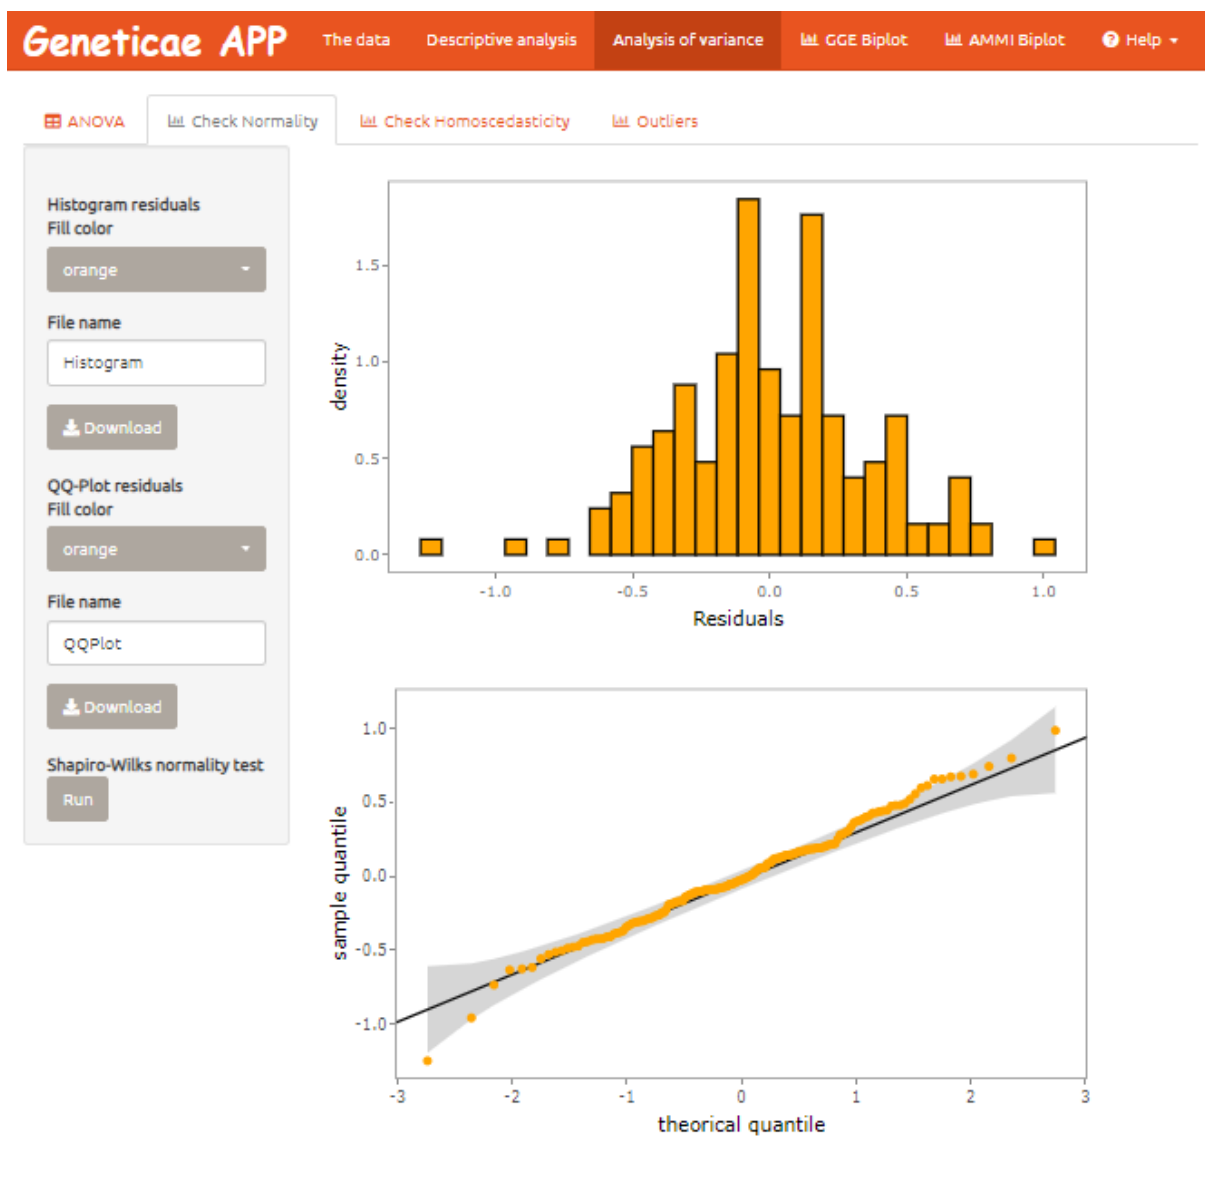 Geneticae APP The data Descriptive analysis Analysis of variance GGE Biplot AMMI Biplot Help
ANOVA Check Normality Check Homoscedasticity Outliers
Histogram residuals
Fill color
orange
File name
Histogram
Download
QQ-Plot residuals
Fill color
orange
File name
QQPlot
Download
Shapiro-Wilks normality test
Run
density
1.5
1.0
0.5
0.0
-1.0 -0.5 0.0 0.5 1.0
Residuals
sample quantile
1.0
0.5
0.0
-0.5
-1.0
-3 -2 -1 0 1 2 3
theorical quantile